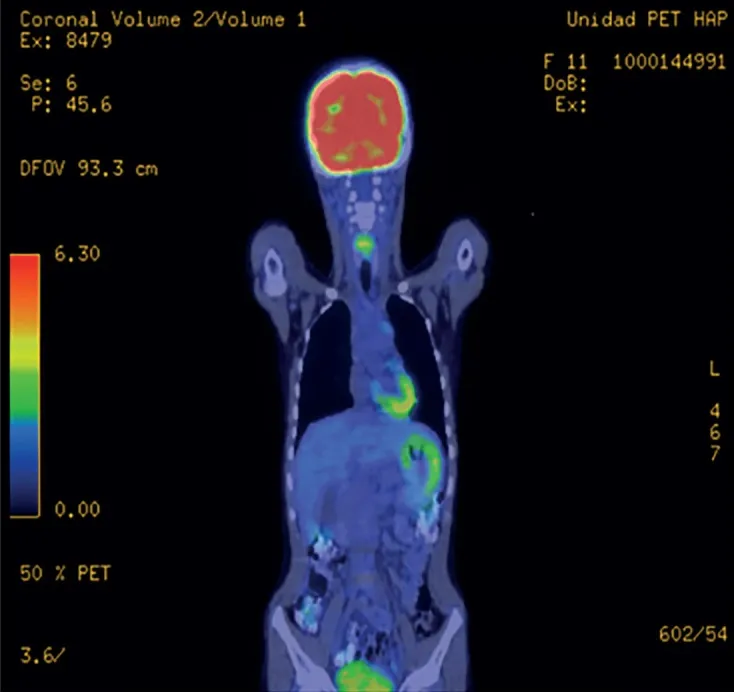 Coronal Volume 2/Volume 1
Ex: 8479
Se: 6
P: 45.6
DFOV 93.3 cm
6.30
0.00
50 % PET
3.6/
Unidad PET HAP
F 11 1000144991
DoB:
Ex:
L
4
6
7
602/54